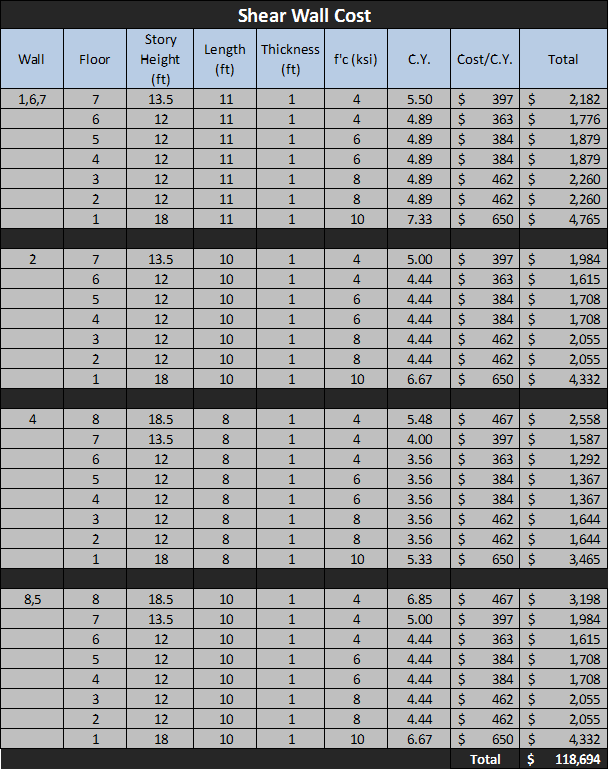 Shear Wall Cost
Wall Floor Story Height (ft) Length (ft) Thickness (ft) f'c (ksi) C.Y. Cost/C.Y. Total
1,6,7 7 13.5 11 1 4 5.50 $ 397 $ 2,182
6 12 11 1 4 4.89 $ 363 $ 1,776
5 12 11 1 6 4.89 $ 384 $ 1,879
4 12 11 1 6 4.89 $ 384 $ 1,879
3 12 11 1 8 4.89 $ 462 $ 2,260
2 12 11 1 8 4.89 $ 462 $ 2,260
1 18 11 1 10 7.33 $ 650 $ 4,765
2 7 13.5 10 1 4 5.00 $ 397 $ 1,984
6 12 10 1 4 4.44 $ 363 $ 1,615
5 12 10 1 6 4.44 $ 384 $ 1,708
4 12 10 1 6 4.44 $ 384 $ 1,708
3 12 10 1 8 4.44 $ 462 $ 2,055
2 12 10 1 8 4.44 $ 462 $ 2,055
1 18 10 1 10 6.67 $ 650 $ 4,332
4 8 18.5 8 1 4 5.48 $ 467 $ 2,558
7 13.5 8 1 4 4.00 $ 397 $ 1,587
6 12 8 1 4 3.56 $ 363 $ 1,292
5 12 8 1 6 3.56 $ 384 $ 1,367
4 12 8 1 6 3.56 $ 384 $ 1,367
3 12 8 1 8 3.56 $ 462 $ 1,644
2 12 8 1 8 3.56 $ 462 $ 1,644
1 18 8 1 10 5.33 $ 650 $ 3,465
8,5 8 18.5 10 1 4 6.85 $ 467 $ 3,198
7 13.5 10 1 4 5.00 $ 397 $ 1,984
6 12 10 1 4 4.44 $ 363 $ 1,615
5 12 10 1 6 4.44 $ 384 $ 1,708
4 12 10 1 6 4.44 $ 384 $ 1,708
3 12 10 1 8 4.44 $ 462 $ 2,055
2 12 10 1 8 4.44 $ 462 $ 2,055
1 18 10 1 10 6.67 $ 650 $ 4,332
Total $ 118,694